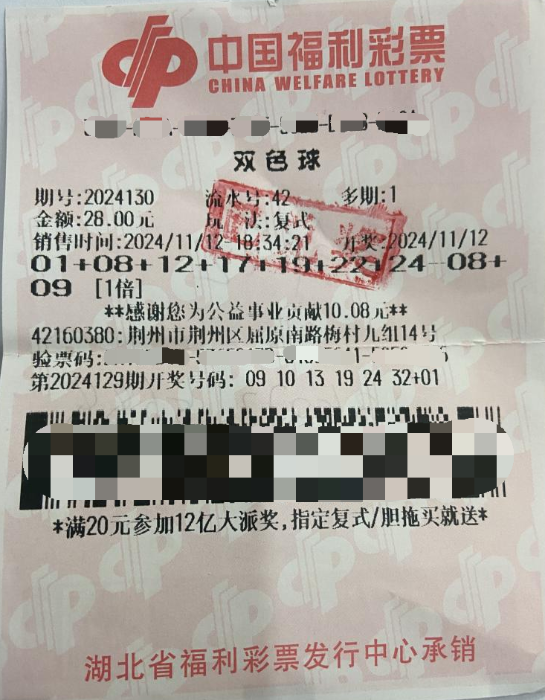 中国福利彩票
CHINA WELFARE LOTTERY
双色球
期号:2024130 流水号:42 多期:1
金额:28.00元 玩 法:复式
销售时间:2024/11/12 18:34:21 开奖:2024/11/12
01+08+12+17+19+22+24-08+
09 [1倍]
**感谢您为公益事业贡献10.08元**
42160380:荆州市荆州区屈原南路梅村九组14号
验票码:
第2024129期开奖号码: 09 10 13 19 24 32+01
*满20元参加12亿大派奖,指定复式/胆拖买就送*
湖北省福利彩票发行中心承销